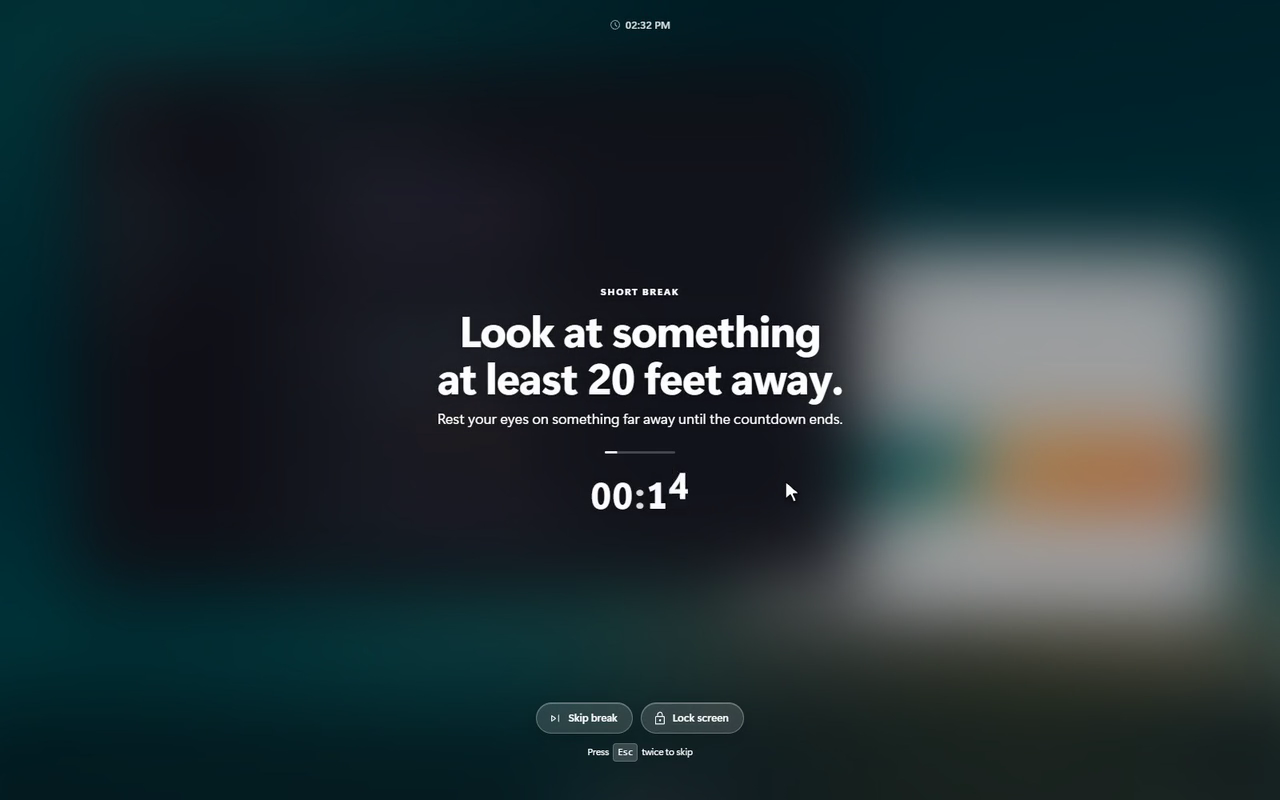 02:32 PM
SHORT BREAK
Look at something
at least 20 feet away.
Rest your eyes on something far away until the countdown ends.
00:14
Skip break
Lock screen
Press Esc twice to skip